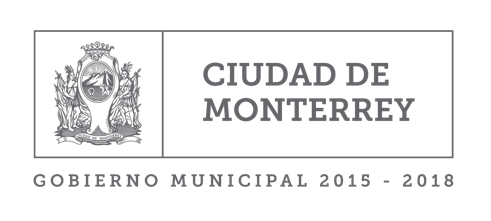 CIUDAD DE
MONTERREY
GOBIERNO MUNICIPAL 2015 - 2018